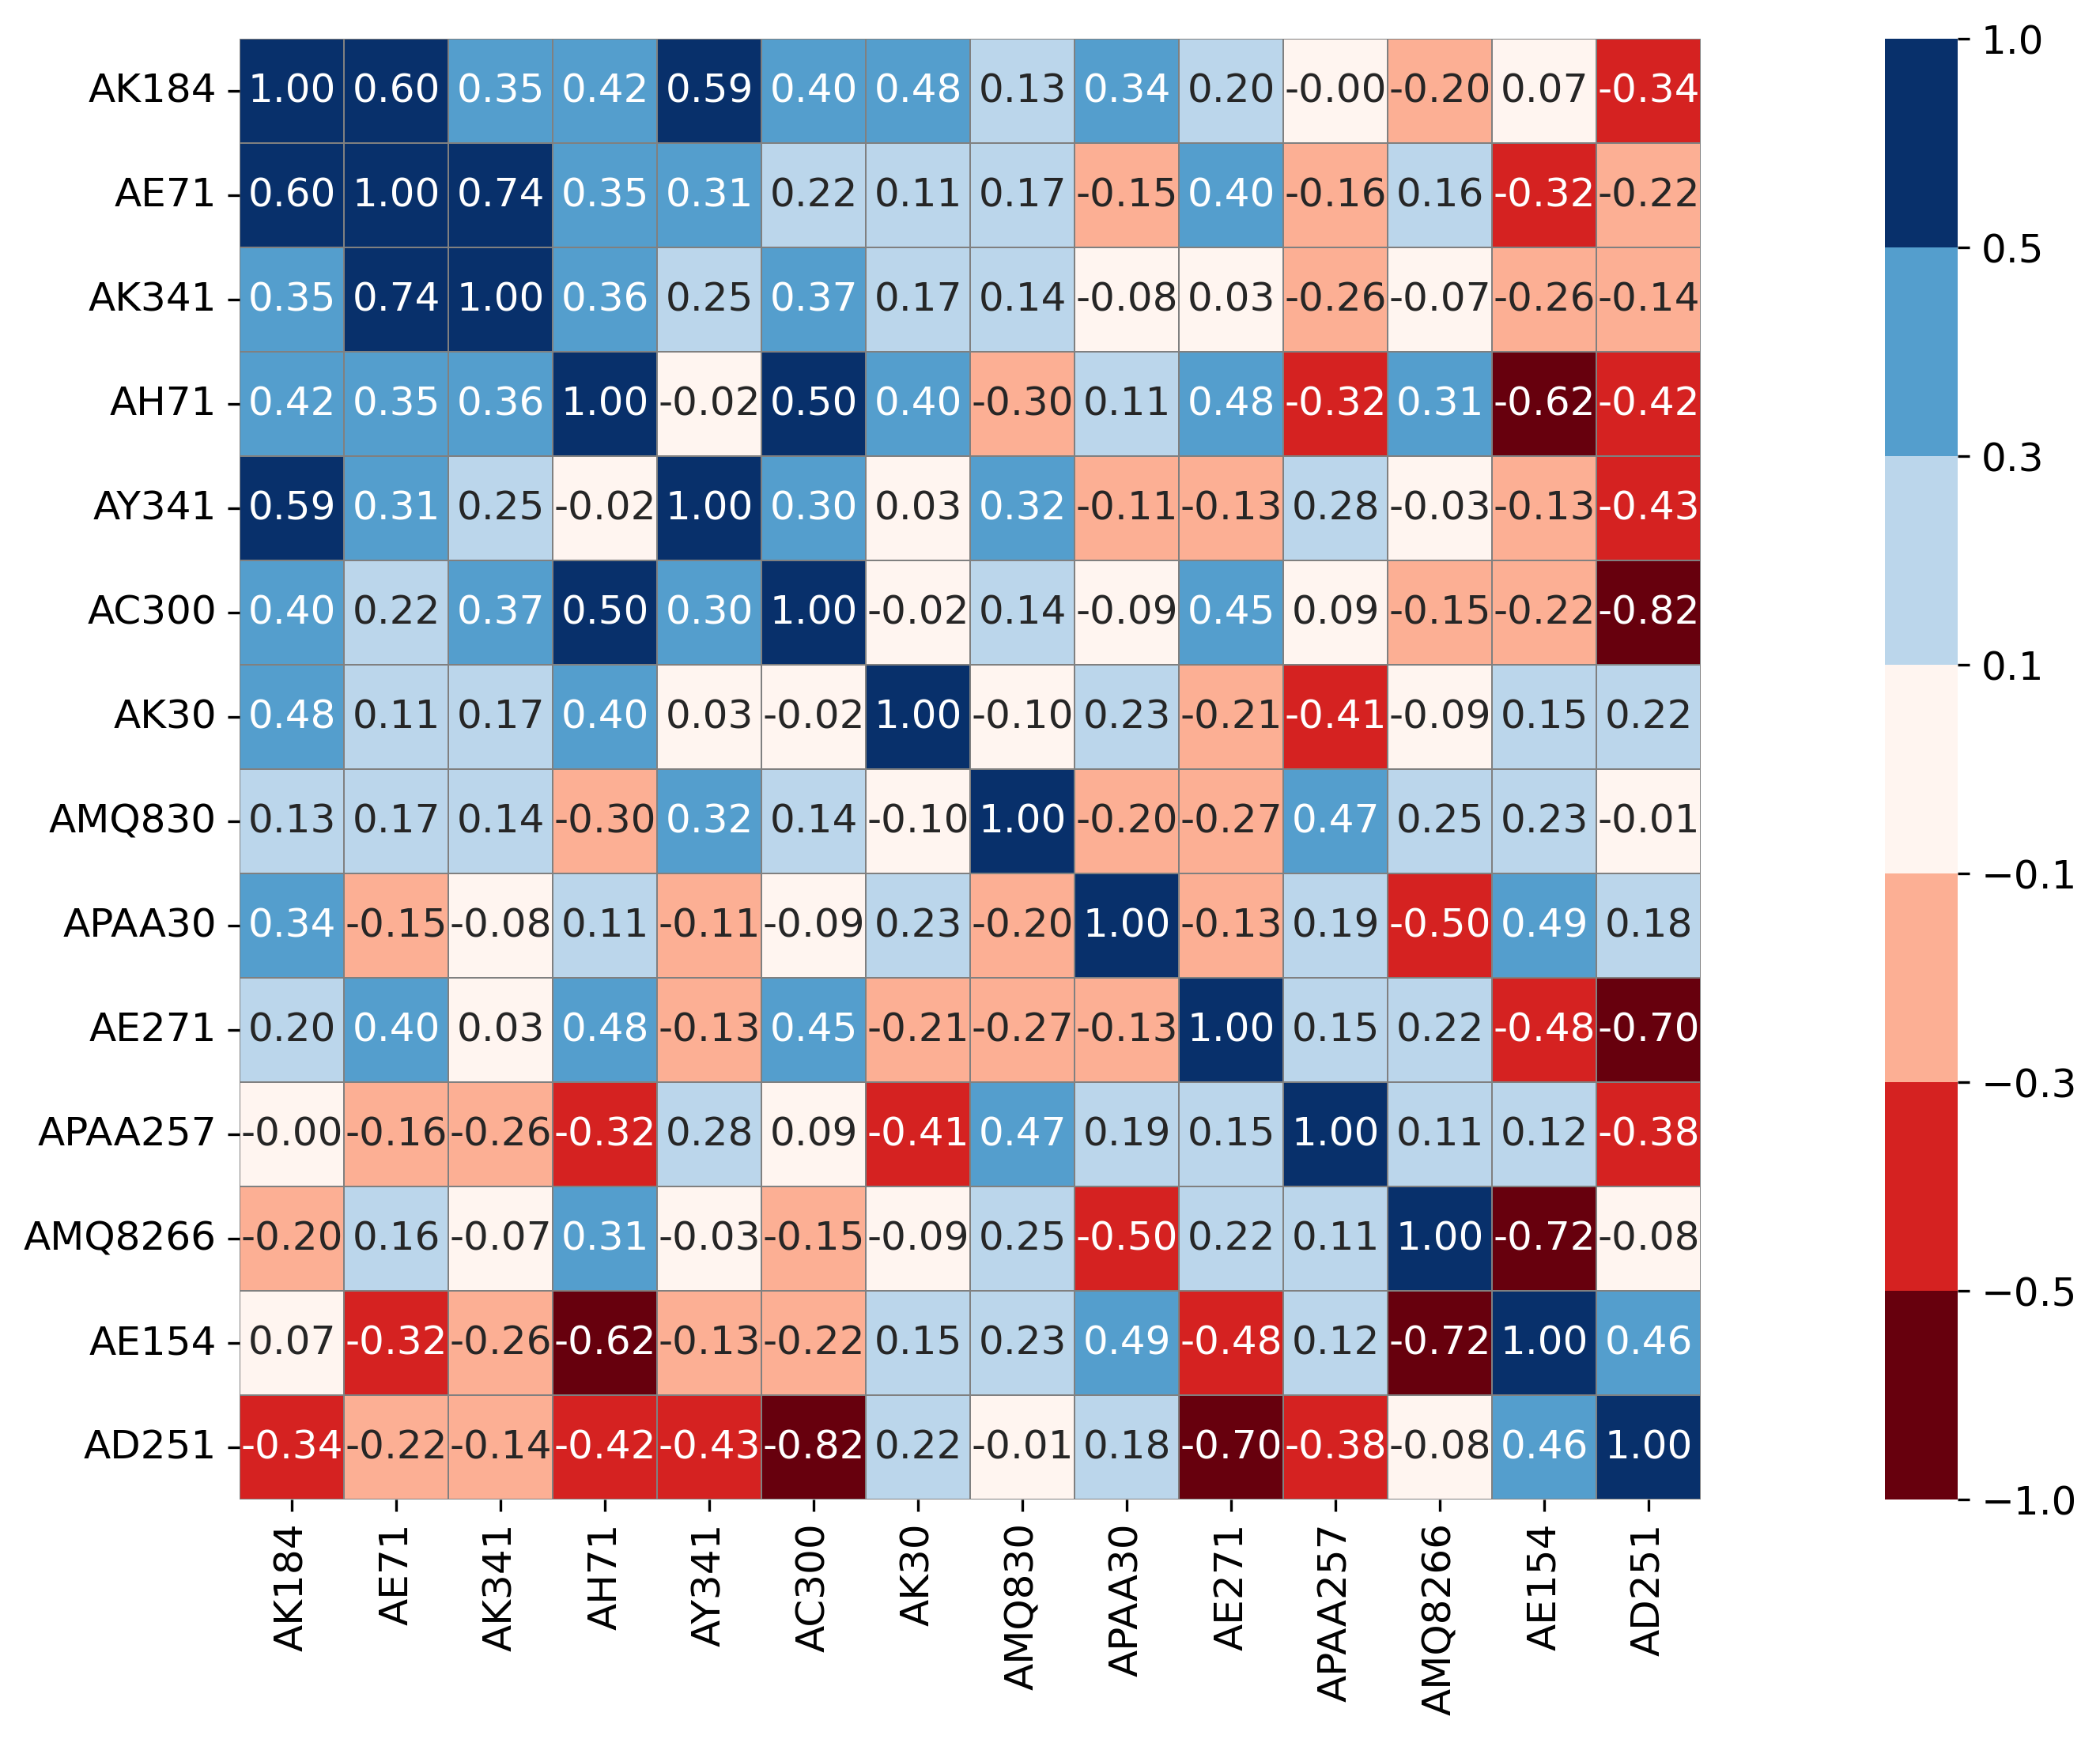 AK184 1.00 0.60 0.35 0.42 0.59 0.40 0.48 0.13 0.34 0.20 -0.00 -0.20 0.07 -0.34
AE71 0.60 1.00 0.74 0.35 0.31 0.22 0.11 0.17 -0.15 0.40 -0.16 0.16 -0.32 -0.22
AK341 0.35 0.74 1.00 0.36 0.25 0.37 0.17 0.14 -0.08 0.03 -0.26 -0.07 -0.26 -0.14
AH71 0.42 0.35 0.36 1.00 -0.02 0.50 0.40 -0.30 0.11 0.48 -0.32 0.31 -0.62 -0.42
AY341 0.59 0.31 0.25 -0.02 1.00 0.30 0.03 0.32 -0.11 -0.13 0.28 -0.03 -0.13 -0.43
AC300 0.40 0.22 0.37 0.50 0.30 1.00 -0.02 0.14 -0.09 0.45 0.09 -0.15 -0.22 -0.82
AK30 0.48 0.11 0.17 0.40 0.03 -0.02 1.00 -0.10 0.23 -0.21 -0.41 -0.09 0.15 0.22
AMQ830 0.13 0.17 0.14 -0.30 0.32 0.14 -0.10 1.00 -0.20 -0.27 0.47 0.25 0.23 -0.01
APAA30 0.34 -0.15 -0.08 0.11 -0.11 -0.09 0.23 -0.20 1.00 -0.13 0.19 -0.50 0.49 0.18
AE271 0.20 0.40 0.03 0.48 -0.13 0.45 -0.21 -0.27 -0.13 1.00 0.15 0.22 -0.48 -0.70
APAA257 -0.00 -0.16 -0.26 -0.32 0.28 0.09 -0.41 0.47 0.19 0.15 1.00 0.11 0.12 -0.38
AMQ8266 -0.20 0.16 -0.07 0.31 -0.03 -0.15 -0.09 0.25 -0.50 0.22 0.11 1.00 -0.72 -0.08
AE154 0.07 -0.32 -0.26 -0.62 -0.13 -0.22 0.15 0.23 0.49 -0.48 0.12 -0.72 1.00 0.46
AD251 -0.34 -0.22 -0.14 -0.42 -0.43 -0.82 0.22 -0.01 0.18 -0.70 -0.38 -0.08 0.46 1.00
AK184 AE71 AK341 AH71 AY341 AC300 AK30 AMQ830 APAA30 AE271 APAA257 AMQ8266 AE154 AD251
1.0
0.5
0.3
0.1
−0.1
−0.3
−0.5
−1.0